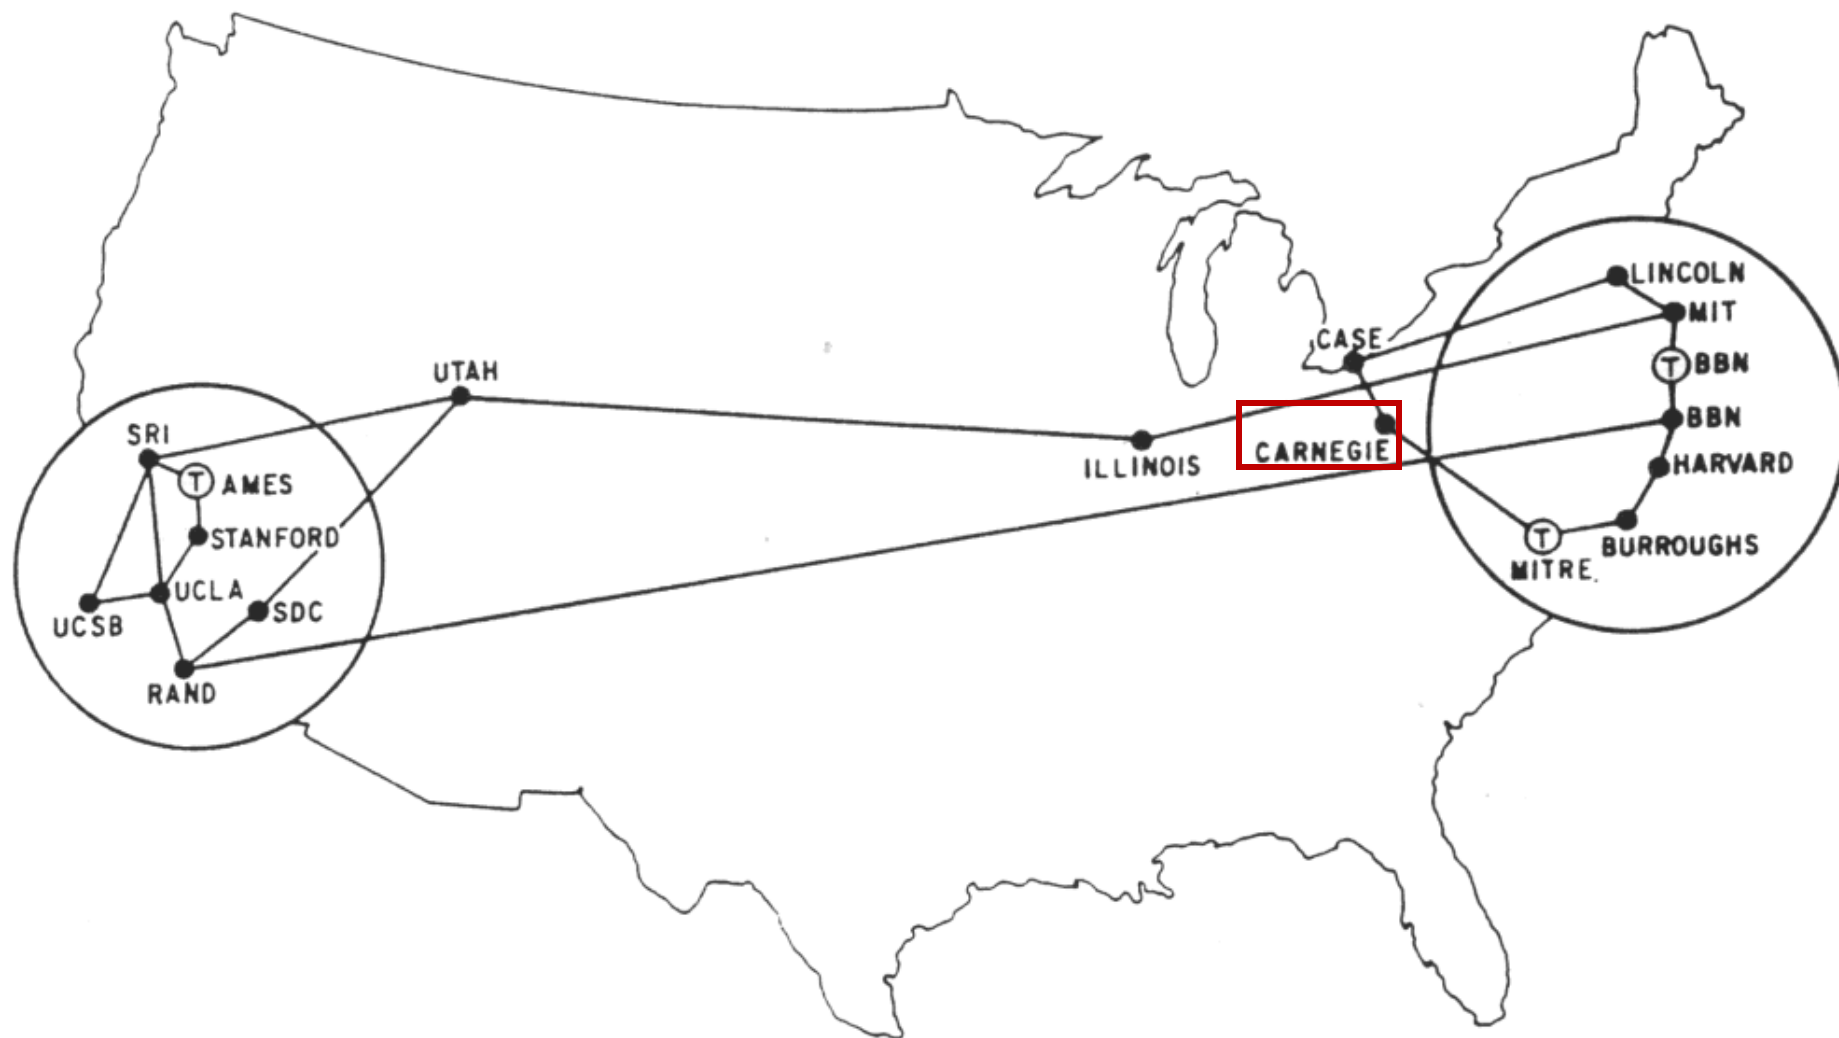 LINCOLN
MIT
CASE
T BBN
UTAH
BBN
SRI
CARNEGIE
ILLINOIS
HARVARD
T AMES
STANFORD
T
BURROUGHS
MITRE.
UCLA
SDC
UCSB
RAND